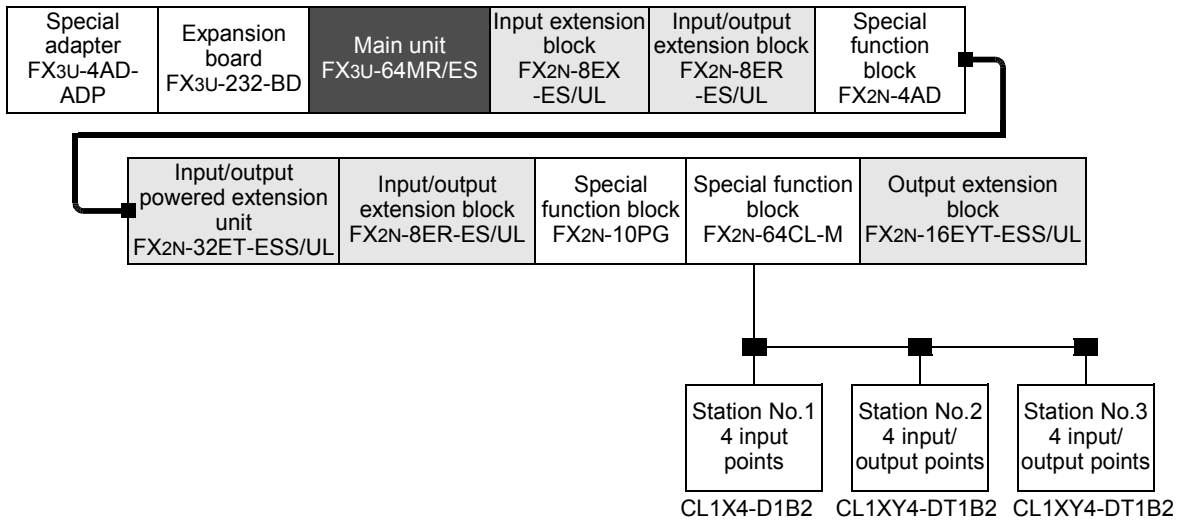 Special
adapter
FX3U-4AD-
ADP
Expansion
board
FX3U-232-BD
Main unit
FX3U-64MR/ES
Input extension
block
FX2N-8EX
-ES/UL
Input/output
extension block
FX2N-8ER
-ES/UL
Special
function
block
FX2N-4AD
Input/output
powered extension
unit
FX2N-32ET-ESS/UL
Input/output
extension block
FX2N-8ER-ES/UL
Special
function block
FX2N-10PG
Special function
block
FX2N-64CL-M
Output extension
block
FX2N-16EYT-ESS/UL
Station No.1
4 input
points
CL1X4-D1B2
Station No.2
4 input/
output points
CL1XY4-DT1B2
Station No.3
4 input/
output points
CL1XY4-DT1B2